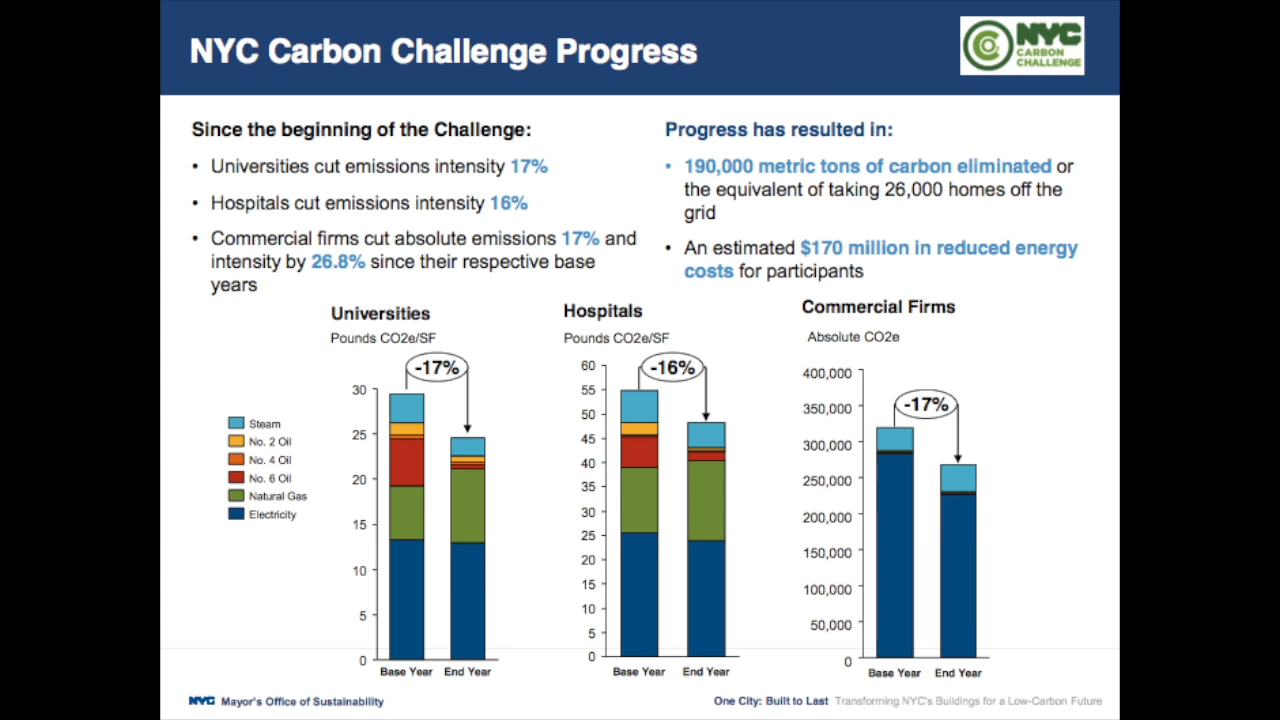 NYC Carbon Challenge Progress
NYC
CARBON
CHALLENGE
Since the beginning of the Challenge:
• Universities cut emissions intensity 17%
• Hospitals cut emissions intensity 16%
• Commercial firms cut absolute emissions 17% and
intensity by 26.8% since their respective base
years
Progress has resulted in:
• 190,000 metric tons of carbon eliminated or
the equivalent of taking 26,000 homes off the
grid
• An estimated $170 million in reduced energy
costs for participants
Steam
No. 2 Oil
No. 4 Oil
No. 6 Oil
Natural Gas
Electricity
Universities
Pounds CO2e/SF
-17%
30
25
20
15
10
5
0
Base Year End Year
Hospitals
Pounds CO2e/SF
-16%
60
55
50
45
40
35
30
25
20
15
10
5
0
Base Year End Year
Commercial Firms
Absolute CO2e
-17%
400,000
350,000
300,000
250,000
200,000
150,000
100,000
50,000
0
Base Year End Year
NYC Mayor's Office of Sustainability
One City: Built to Last Transforming NYC's Buildings for a Low-Carbon Future